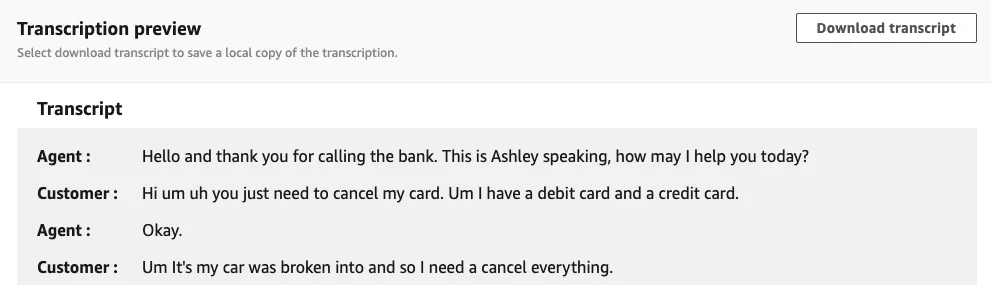 Transcription preview
Download transcript
Select download transcript to save a local copy of the transcription.
Transcript
Agent : Hello and thank you for calling the bank. This is Ashley speaking, how may I help you today?
Customer : Hi um uh you just need to cancel my card. Um I have a debit card and a credit card.
Agent : Okay.
Customer : Um It's my car was broken into and so I need a cancel everything.